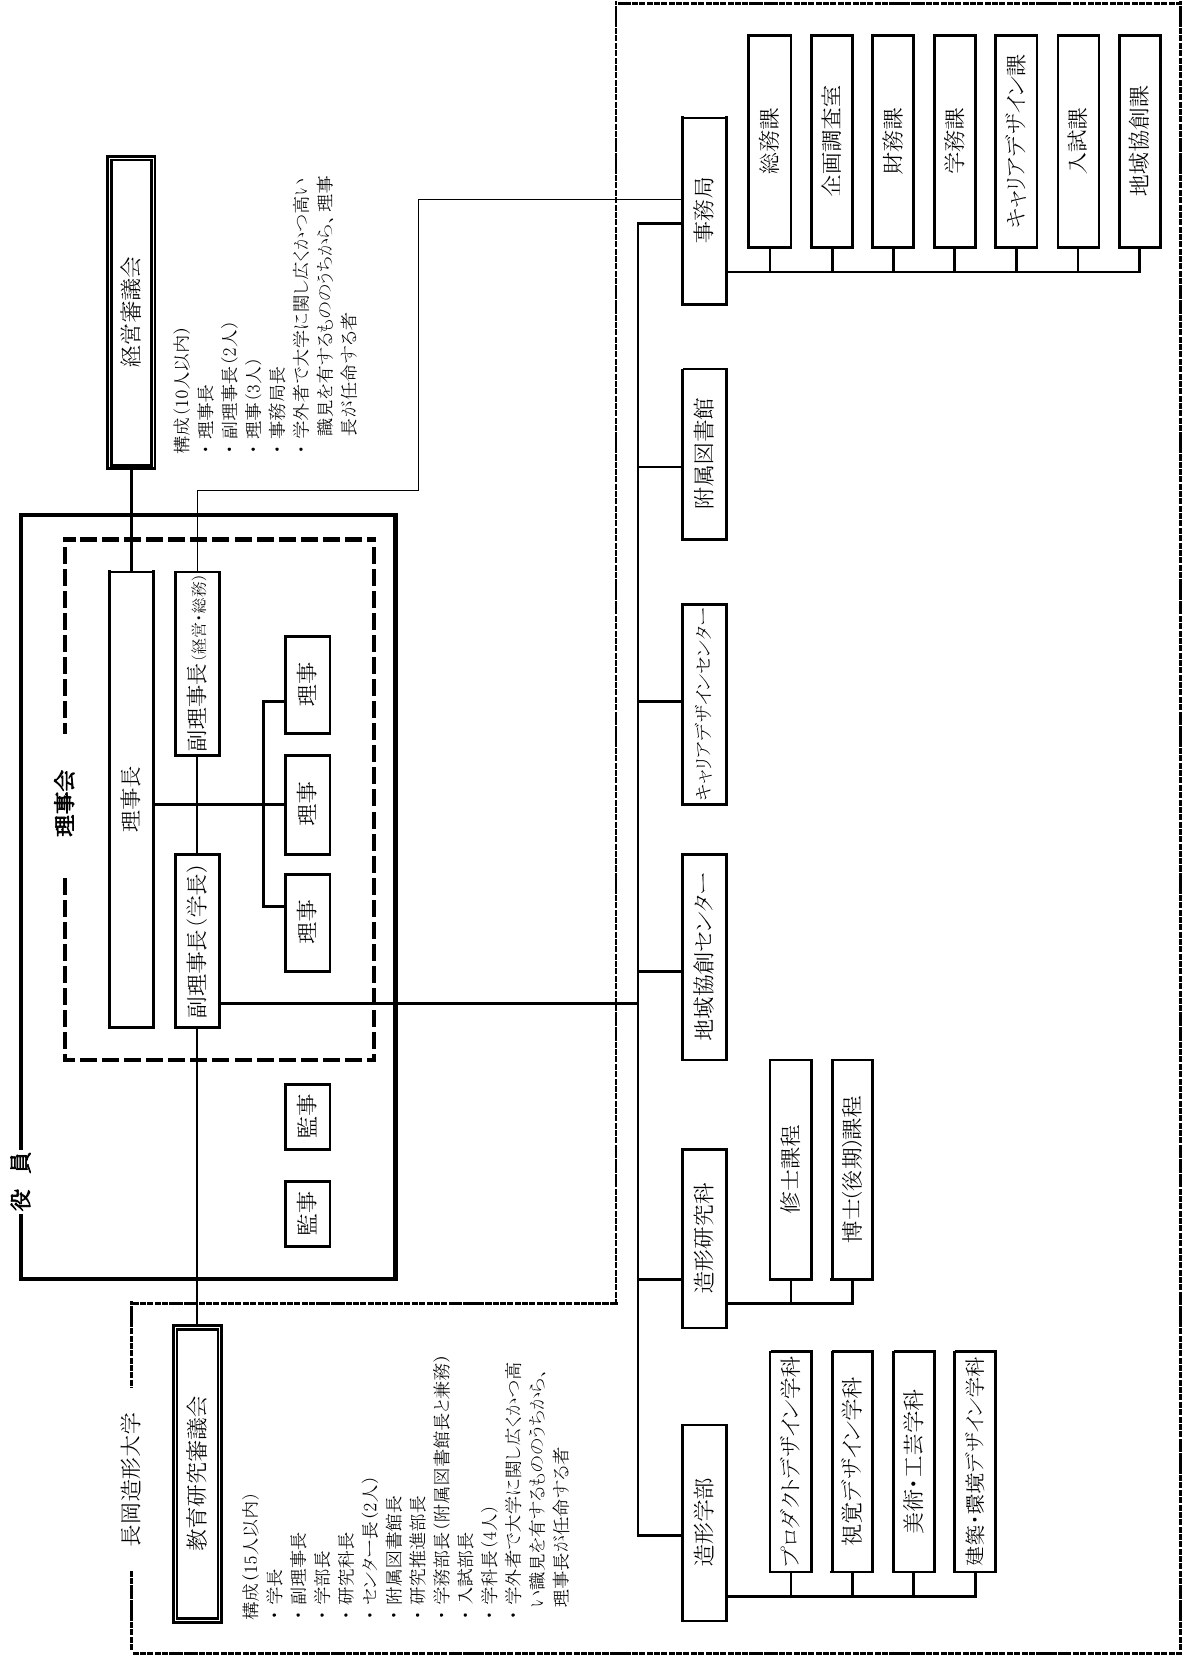 役　員
理事会
理事長
副理事長（学長）
副理事長（経営・総務）
理事
理事
理事
監事
監事
経営審議会
構成（10人以内）
・理事長
・副理事長（2人）
・理事（3人）
・事務局長
・学外者で大学に関し広くかつ高い
識見を有するもののうちから、理事
長が任命する者
長岡造形大学
教育研究審議会
構成（15人以内）
・学長
・副理事長
・学部長
・研究科長
・センター長（2人）
・附属図書館長
・研究推進部長
・学務部長（附属図書館長と兼務）
・入試部長
・学科長（4人）
・学外者で大学に関し広くかつ高
い識見を有するもののうちから、
理事長が任命する者
造形学部
プロダクトデザイン学科
視覚デザイン学科
美術・工芸学科
建築・環境デザイン学科
造形研究科
修士課程
博士（後期）課程
地域協創センター
キャリアデザインセンター
附属図書館
事務局
総務課
企画調査室
財務課
学務課
キャリアデザイン課
入試課
地域協創課